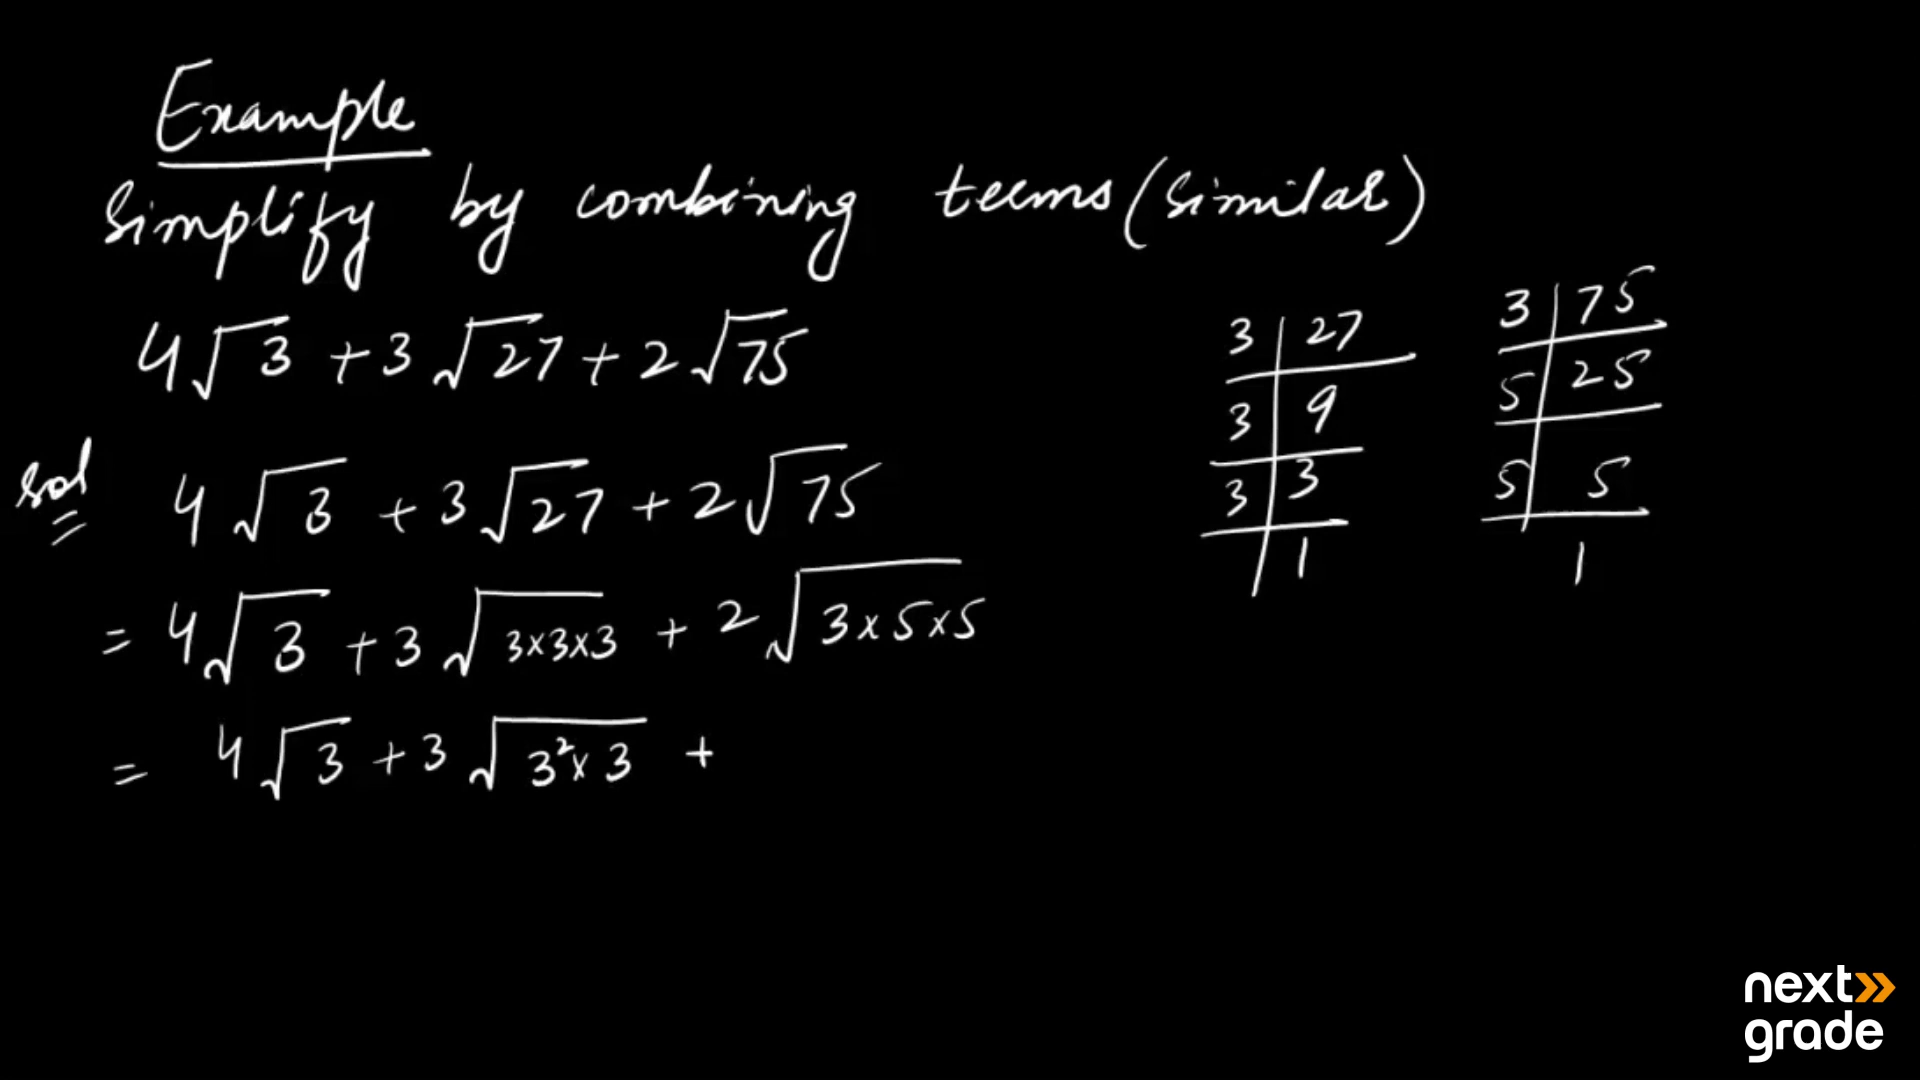 Example
Simplify by combining terms (similar)
4√3 + 3√27 + 2√75
sol 4√3 + 3√27 + 2√75
= 4√3 + 3√3×3×3 + 2√3×5×5
= 4√3 + 3√3²×3 +
3 | 27
3 | 9
3 | 3
1
3 | 75
5 | 25
5 | 5
1
next
grade